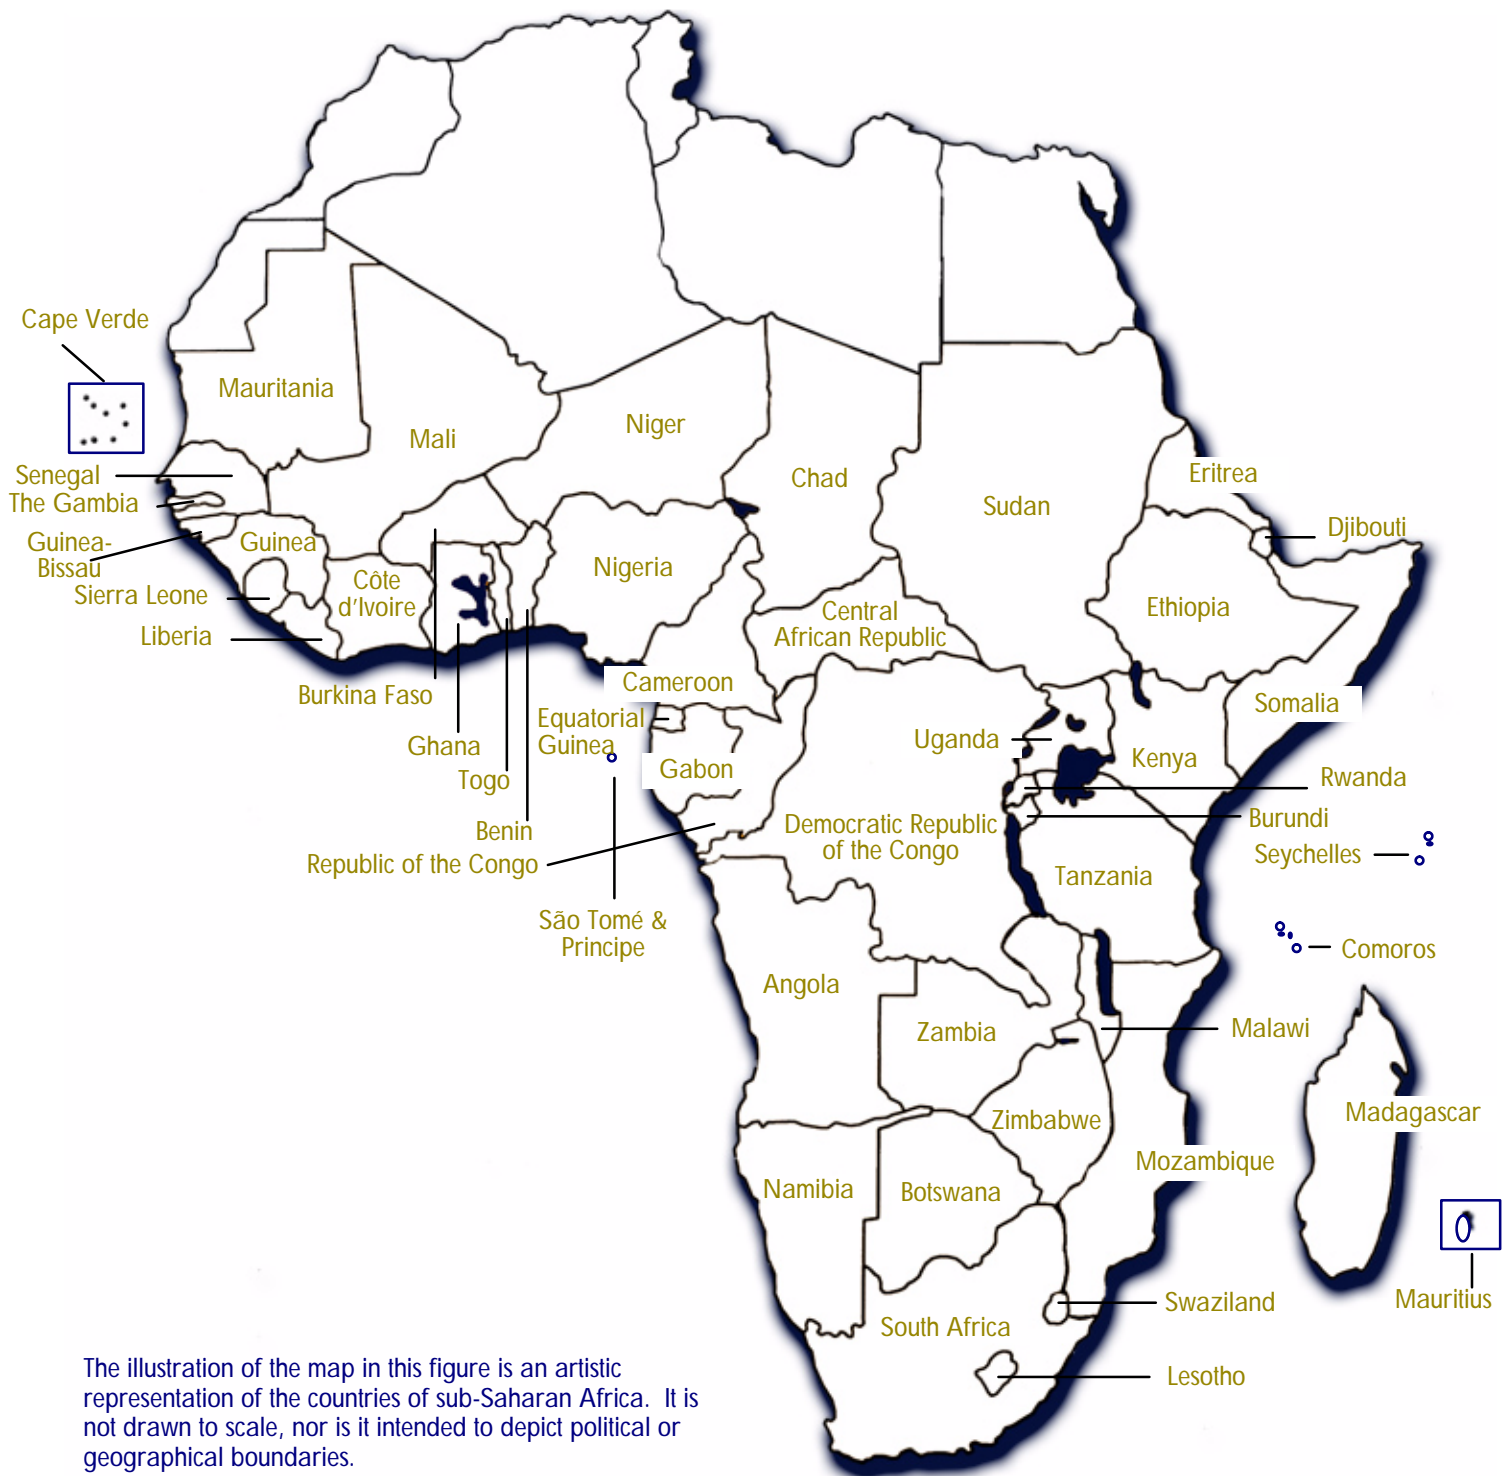 Cape Verde
Mauritania
Mali
Niger
Chad
Sudan
Eritrea
Senegal
The Gambia
Djibouti
Guinea-
Bissau
Guinea
Sierra Leone
Côte
d'Ivoire
Nigeria
Ethiopia
Central
African Republic
Liberia
Burkina Faso
Cameroon
Somalia
Equatorial
Guinea
Ghana
Uganda
Kenya
Gabon
Togo
Rwanda
Benin
Democratic Republic
of the Congo
Burundi
Republic of the Congo
Seychelles
Tanzania
São Tomé &
Principe
Comoros
Angola
Zambia
Malawi
Zimbabwe
Madagascar
Mozambique
Namibia
Botswana
Swaziland
Mauritius
South Africa
Lesotho
The illustration of the map in this figure is an artistic
representation of the countries of sub-Saharan Africa.  It is
not drawn to scale, nor is it intended to depict political or
geographical boundaries.